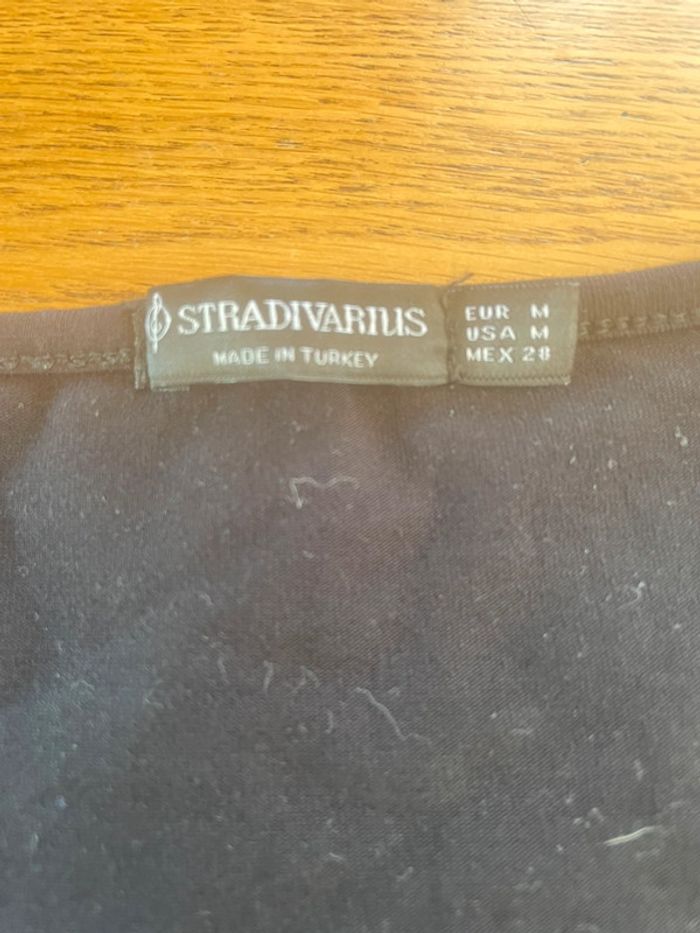 STRADIVARIUS
MADE IN TURKEY
EUR M
USA M
MEX 28